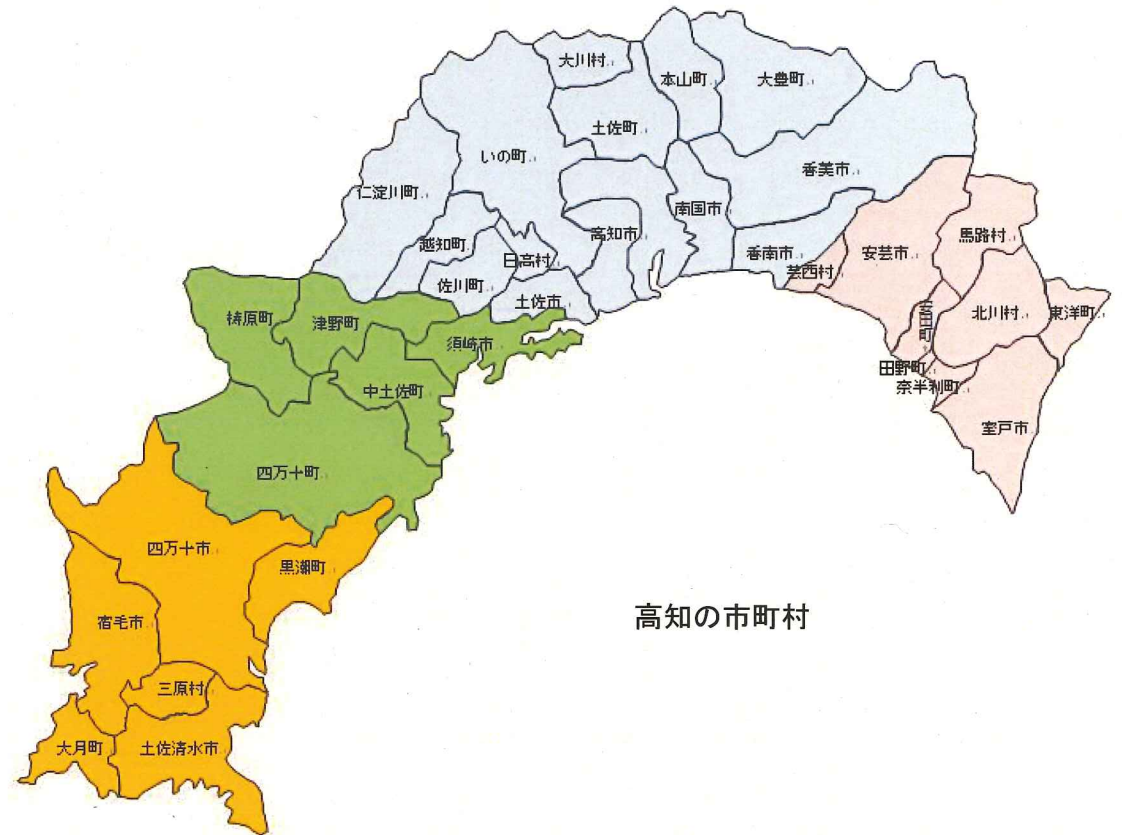 大川村
本山町
大豊町
土佐町
いの町
香美市
仁淀川町
南国市
高知市
越知町
日高村
香南市
芸西村
安芸市
馬路村
佐川町
土佐市
安田町
北川村
東洋町
梼原町
津野町
須崎市
田野町
奈半利町
中土佐町
室戸市
四万十町
四万十市
黒潮町
宿毛市
高知の市町村
三原村
大月町
土佐清水市